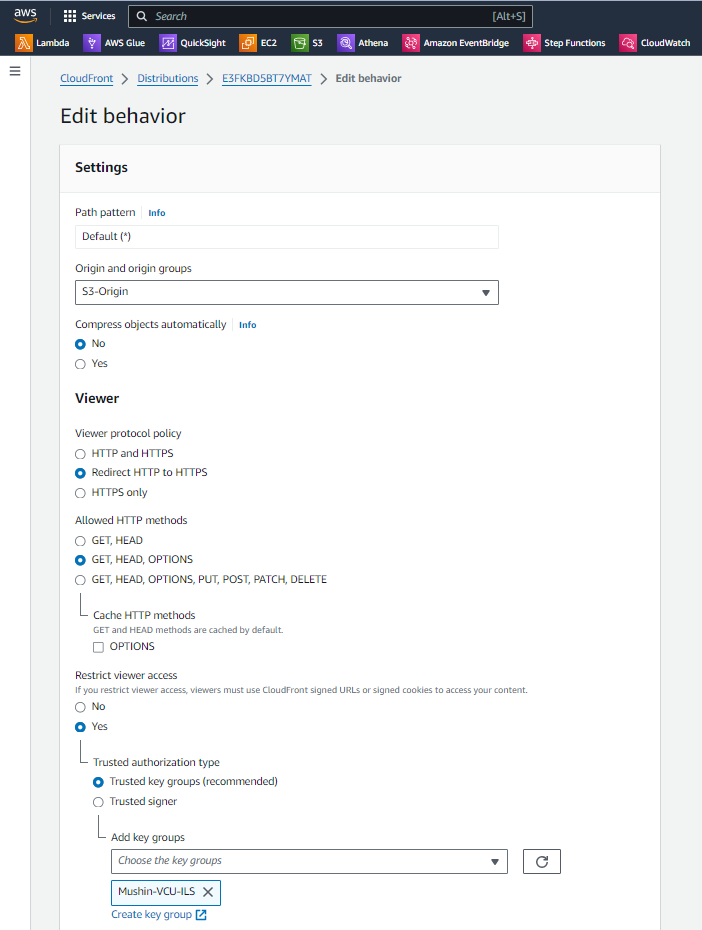 aws
Services
Search
[Alt+S]
Lambda
AWS Glue
QuickSight
EC2
S3
Athena
Amazon EventBridge
Step Functions
CloudWatch
CloudFront > Distributions > E3FKBD5BT7YMAT > Edit behavior
Edit behavior
Settings
Path pattern Info
Default (*)
Origin and origin groups
S3-Origin
Compress objects automatically Info
No
Yes
Viewer
Viewer protocol policy
HTTP and HTTPS
Redirect HTTP to HTTPS
HTTPS only
Allowed HTTP methods
GET, HEAD
GET, HEAD, OPTIONS
GET, HEAD, OPTIONS, PUT, POST, PATCH, DELETE
Cache HTTP methods
GET and HEAD methods are cached by default.
OPTIONS
Restrict viewer access
If you restrict viewer access, viewers must use CloudFront signed URLs or signed cookies to access your content.
No
Yes
Trusted authorization type
Trusted key groups (recommended)
Trusted signer
Add key groups
Choose the key groups
Mushin-VCU-ILS
Create key group